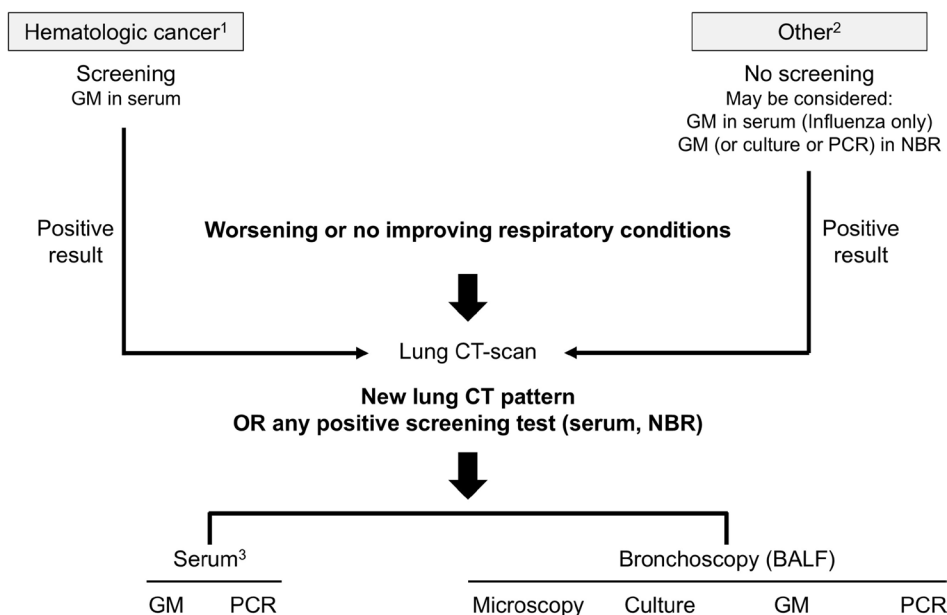 Hematologic cancer¹
Screening
GM in serum
Other²
No screening
May be considered:
GM in serum (Influenza only)
GM (or culture or PCR) in NBR
Positive
result
Worsening or no improving respiratory conditions
Positive
result
Lung CT-scan
New lung CT pattern
OR any positive screening test (serum, NBR)
Serum³
GM PCR
Bronchoscopy (BALF)
Microscopy Culture GM PCR